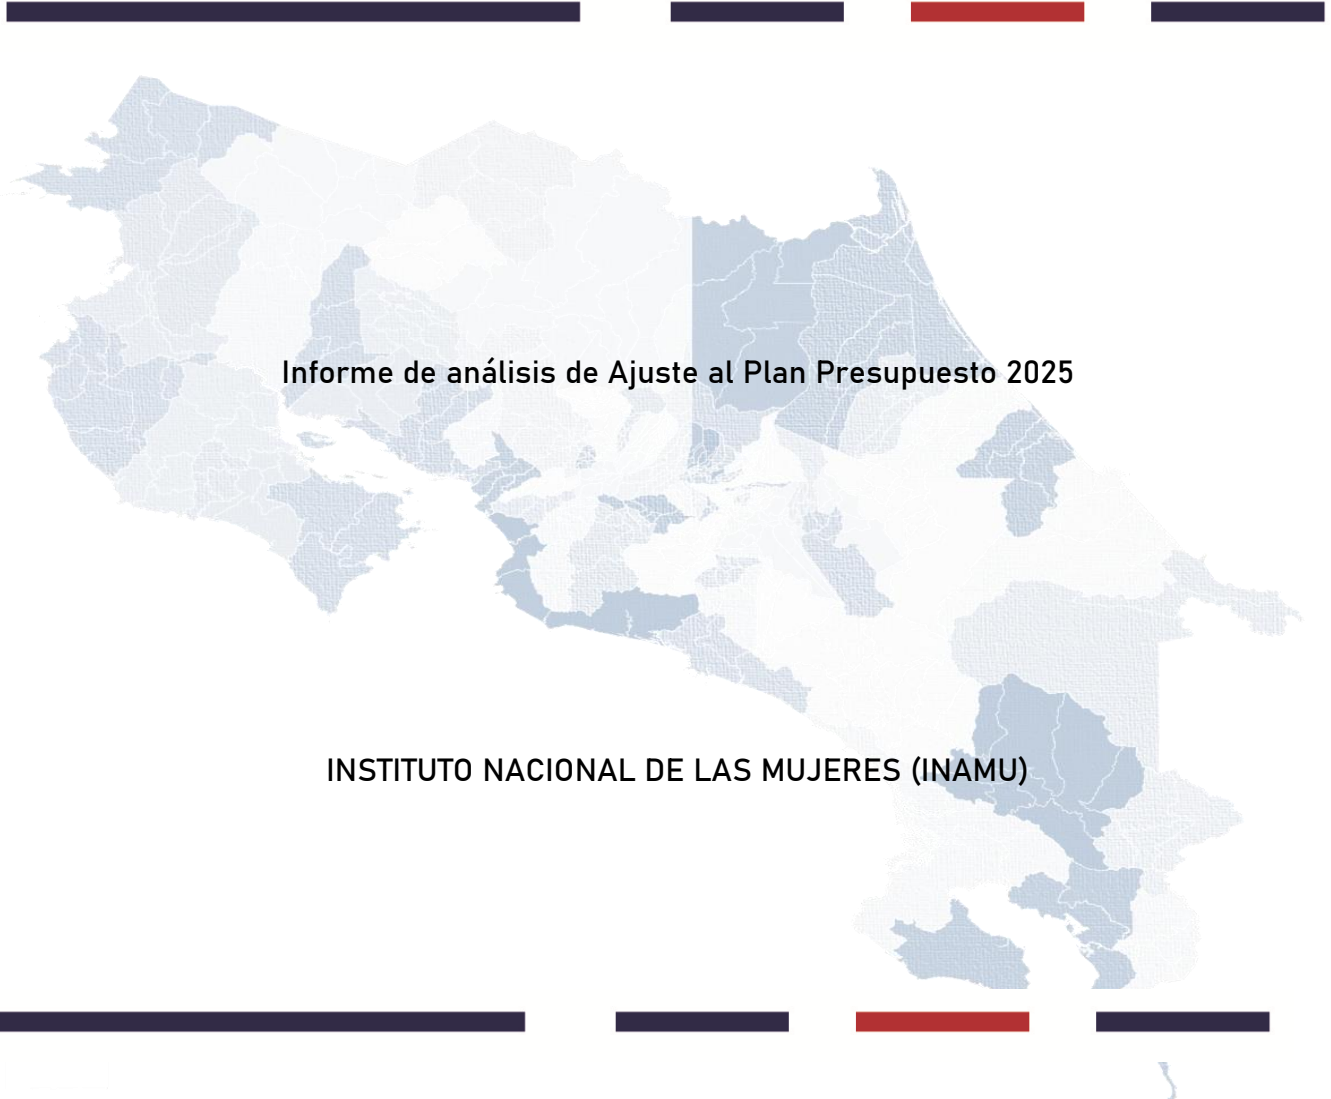 Informe de análisis de Ajuste al Plan Presupuesto 2025
INSTITUTO NACIONAL DE LAS MUJERES (INAMU)